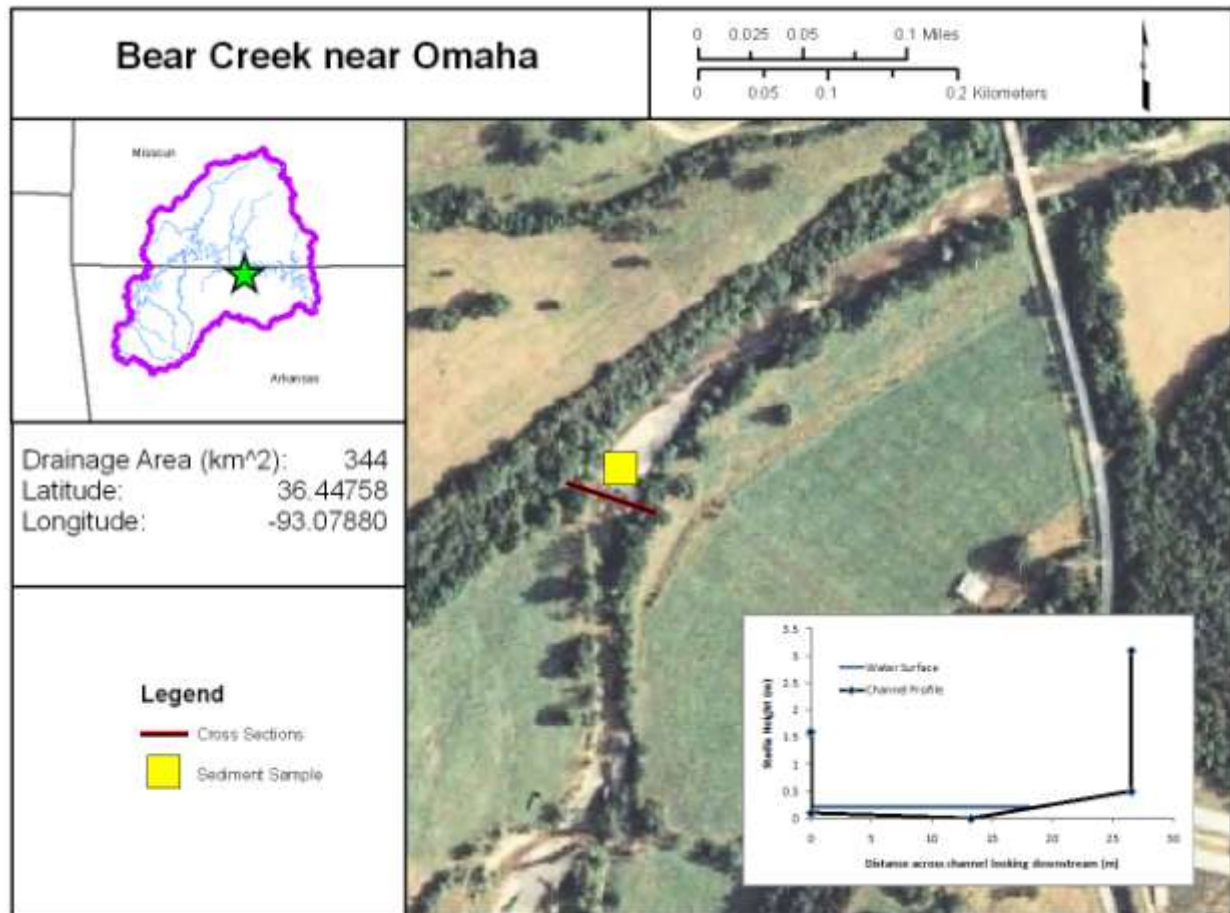 Bear Creek near Omaha
0 0.025 0.05 0.1 Miles
0 0.05 0.1 0.2 Kilometers
Missouri
Arkansas
Drainage Area (km^2): 344
Latitude: 36.44758
Longitude: -93.07880
Legend
Cross Sections
Sediment Sample
3.5
3
2.5
2
1.5
1
0.5
0
Stadia Height (m)
Water Surface
Channel Profile
0 5 10 15 20 25 30
Distance across channel looking downstream (m)